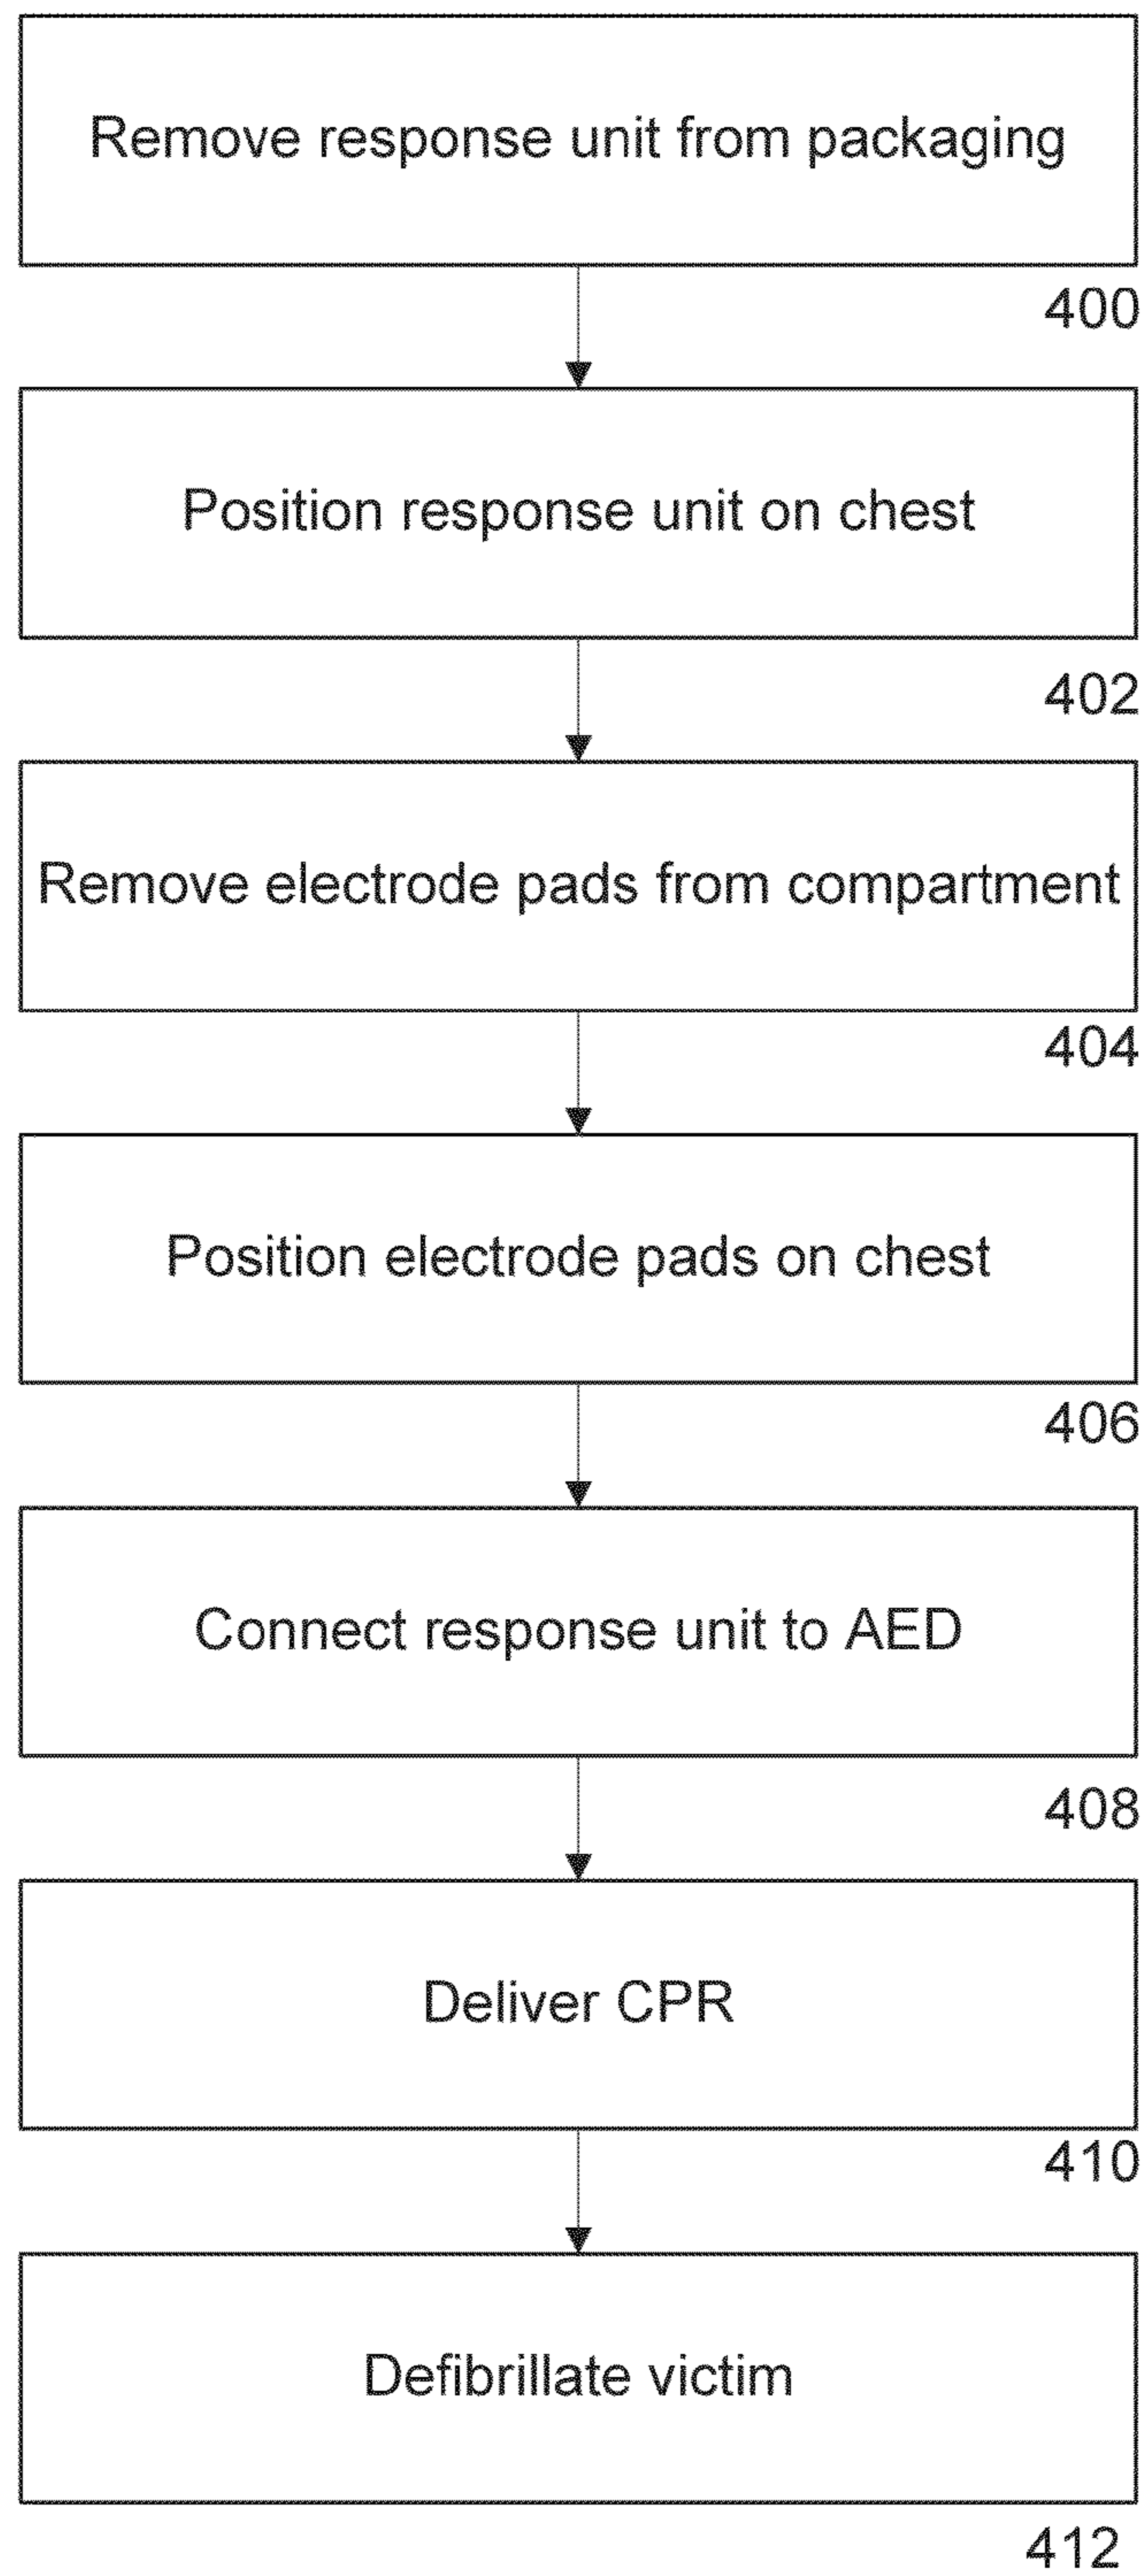 Remove response unit from packaging
400
Position response unit on chest
402
Remove electrode pads from compartment
404
Position electrode pads on chest
406
Connect response unit to AED
408
Deliver CPR
410
Defibrillate victim
412